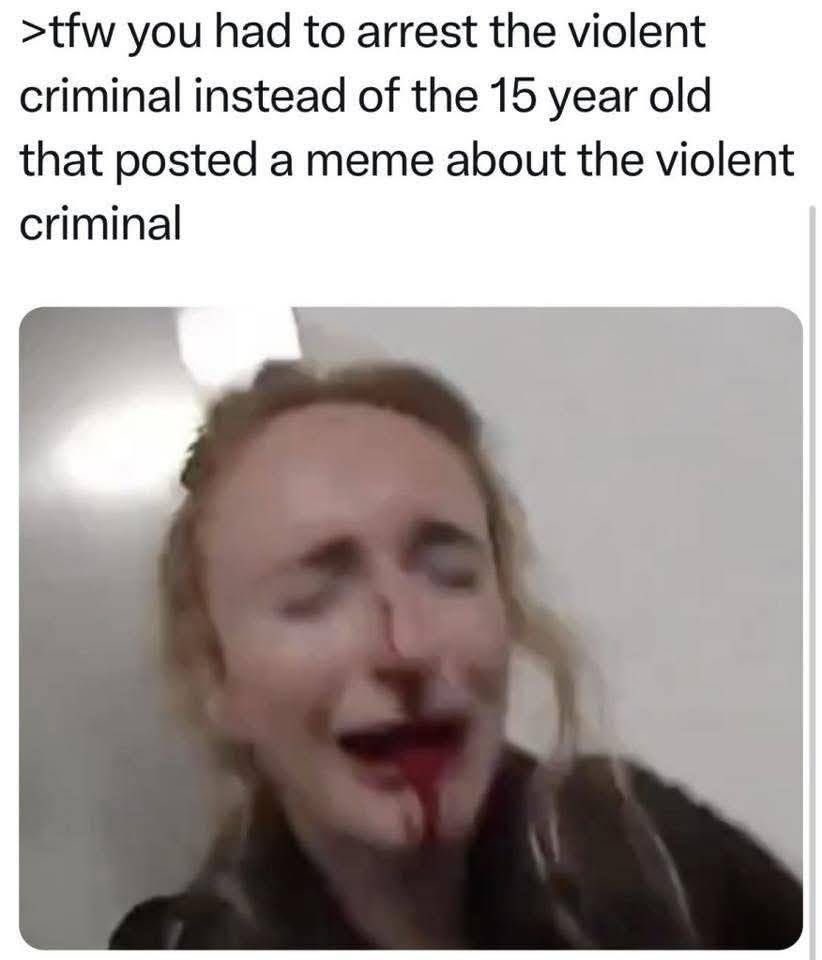 >tfw you had to arrest the violent
criminal instead of the 15 year old
that posted a meme about the violent
criminal